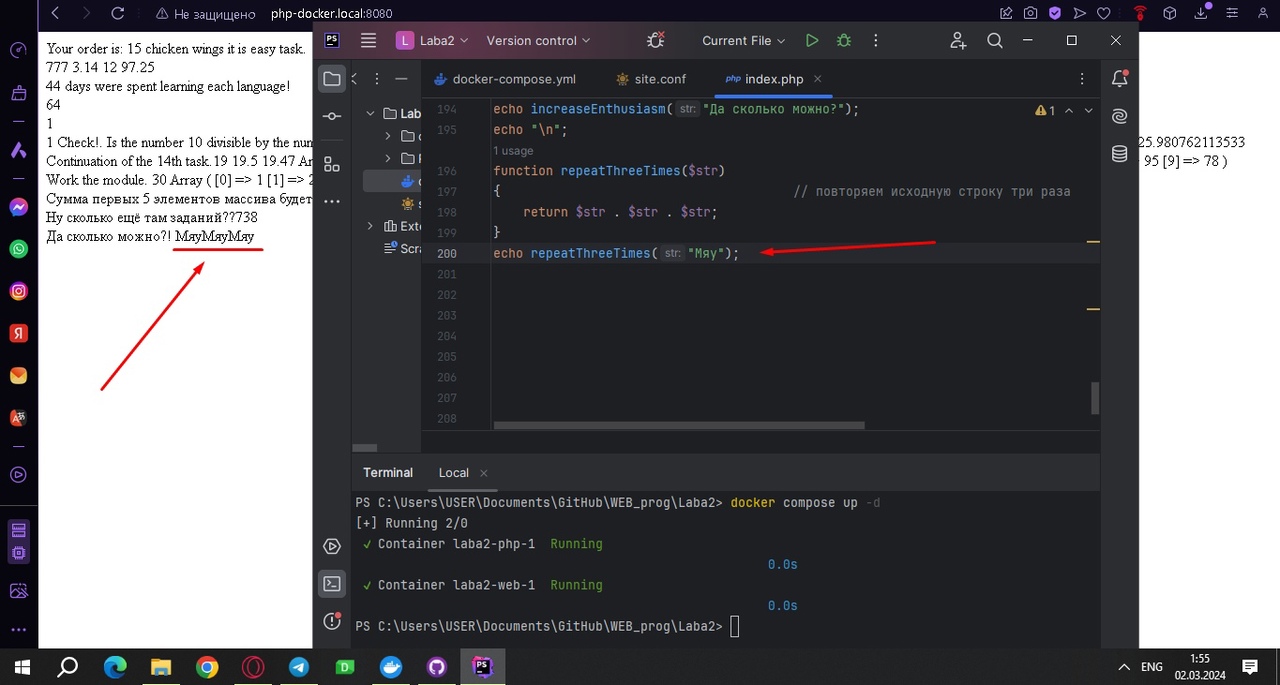 Не защищено php-docker.local:8080
Your order is: 15 chicken wings it is easy task.
777 3.14 12 97.25
44 days were spent learning each language!
64
1
1 Check!. Is the number 10 divisible by the
25.980762113533
Continuation of the 14th task.19 19.5 19.47
95 [9] => 78 )
Work the module. 30 Array ( [0] => 1 [1] =>
Сумма первых 5 элементов массива
Ну сколько ещё там заданий??738
Да сколько можно?! МяуМяуМяу
PS L Laba2 Version control Current File
docker-compose.yml site.conf php index.php
Lab
Exte
Scra
1
194 echo increaseEnthusiasm( str: "Да сколько можно?");
195 echo "\n";
1 usage
196 function repeatThreeTimes($str)
197 { // повторяем исходную строку три раза
198 return $str . $str . $str;
199 }
200 echo repeatThreeTimes( str: "Мяу");
201
202
203
204
205
206
207
208
Terminal Local
PS C:\Users\USER\Documents\GitHub\WEB_prog\Laba2> docker compose up -d
[+] Running 2/0
✓ Container laba2-php-1 Running
0.0s
✓ Container laba2-web-1 Running
0.0s
PS C:\Users\USER\Documents\GitHub\WEB_prog\Laba2>
ENG 1:55
02.03.2024